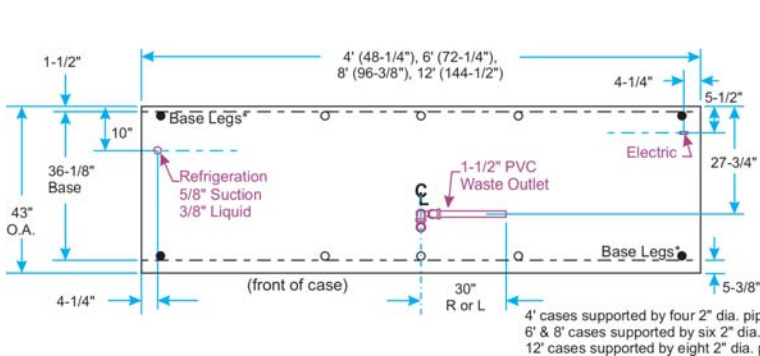 4' (48-1/4"), 6' (72-1/4"),
8' (96-3/8"), 12' (144-1/2")
1-1/2"
4-1/4"
5-1/2"
Base Legs*
10"
Electric
27-3/4"
36-1/8"
Base
Refrigeration
5/8" Suction
3/8" Liquid
1-1/2" PVC
Waste Outlet
CL
43"
O.A.
Base Legs*
(front of case)
4-1/4"
30"
R or L
5-3/8"
4' cases supported by four 2" dia.
6' & 8' cases supported by six 2" dia.
12' cases supported by eight 2" dia.